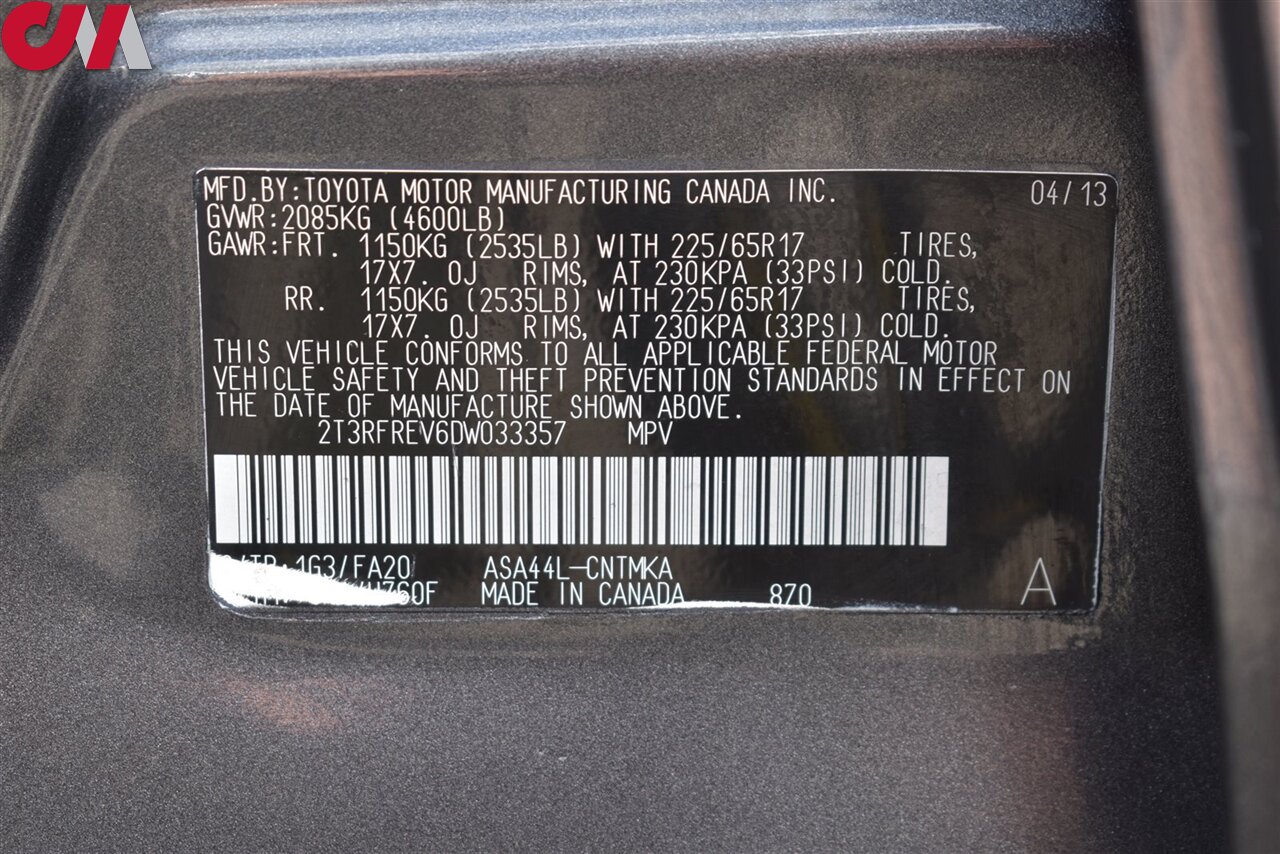 CM
MFD.BY:TOYOTA MOTOR MANUFACTURING CANADA INC. 04/13
GVWR:2085KG (4600LB)
GAWR:FRT. 1150KG (2535LB) WITH 225/65R17 TIRES,
17X7. OJ RIMS, AT 230KPA (33PSI) COLD.
RR. 1150KG (2535LB) WITH 225/65R17 TIRES,
17X7. OJ RIMS, AT 230KPA (33PSI) COLD.
THIS VEHICLE CONFORMS TO ALL APPLICABLE FEDERAL MOTOR
VEHICLE SAFETY AND THEFT PREVENTION STANDARDS IN EFFECT ON
THE DATE OF MANUFACTURE SHOWN ABOVE.
2T3RFREV6DW033357 MPV
1G3/FA20 ASA44L-CNTMKA
MADE IN CANADA 870 A